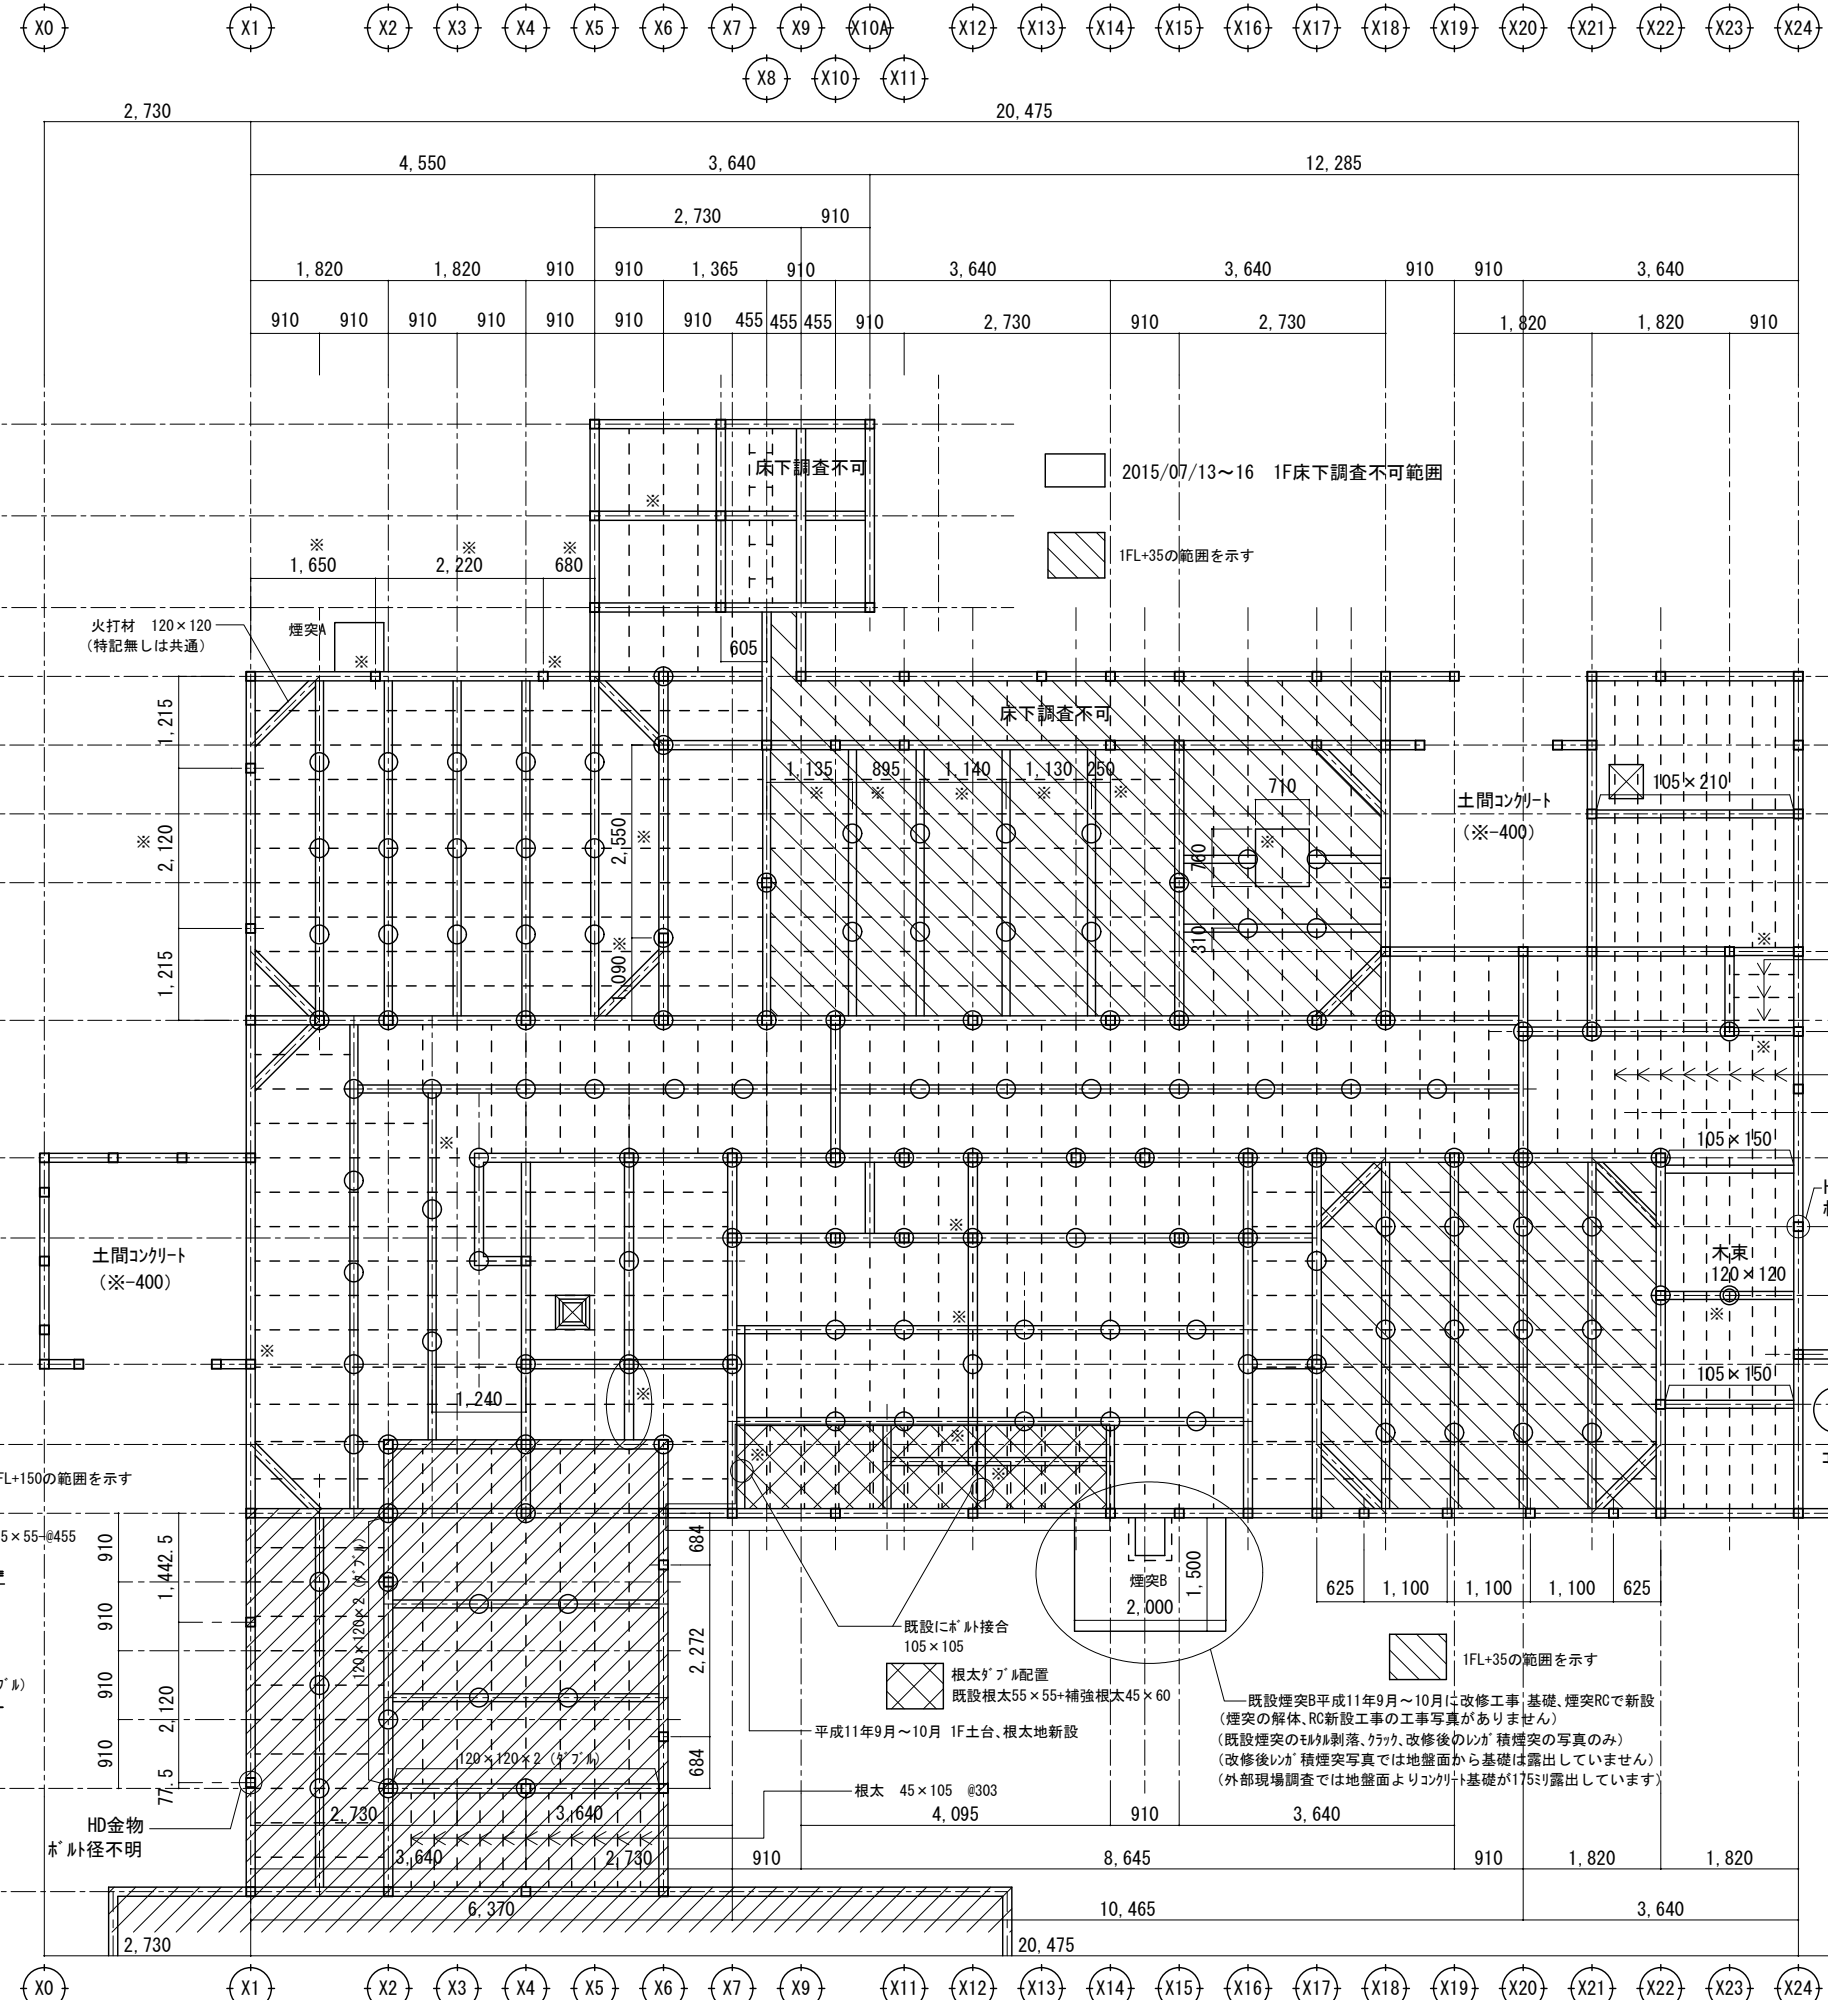 X0 X1 X2 X3 X4 X5 X6 X7 X9 X10A X12 X13 X14 X15 X16 X17 X18 X19 X20 X21 X22 X23 X24
X8 X10 X11
2,730 20,475
4,550 3,640 12,285
2,730 910
1,820 1,820 910 910 1,365 910 3,640 3,640 910 910 3,640
910 910 910 910 910 910 910 455 455 455 910 2,730 910 2,730 1,820 1,820 910
床下調査不可
2015/07/13～16 1F床下調査不可範囲
※
※ ※ ※
1,650 2,220 680
1FL+35の範囲を示す
火打材 120×120
(特記無しは共通)
煙突A
※ ※
605
1,215
床下調査不可
1,135 895 1,140 1,130 250
※ ※ ※ ※ ※
710
105×210
土間ｺﾝｸﾘｰﾄ
(※-400)
※
2,120
2,550
※
※
760
310
1,215
1,090
※
※
※
※
105×150
土間ｺﾝｸﾘｰﾄ
(※-400)
※
木束
120×120
※
※
※
※
1,240
105×150
※
※
※
FL+150の範囲を示す
5×55-@455
910
910
910
910
1,442.5
2,120
77.5
120×120×2 (ﾀﾞﾌﾞﾙ)
684
2,272
684
煙突B
1,500
2,000
625 1,100 1,100 1,100 625
既設にﾎﾞﾙﾄ接合
105×105
根太ﾀﾞﾌﾞﾙ配置
既設根太55×55+補強根太45×60
平成11年9月～10月 1F土台、根太地新設
1FL+35の範囲を示す
既設煙突B平成11年9月～10月に改修工事 基礎、煙突RCで新設
(煙突の解体、RC新設工事の工事写真がありません)
(既設煙突のﾓﾙﾀﾙ剥落、ｸﾗｯｸ、改修後のﾚﾝｶﾞ積煙突の写真のみ)
(改修後ﾚﾝｶﾞ積煙突写真では地盤面から基礎は露出していません)
(外部現場調査では地盤面よりｺﾝｸﾘｰﾄ基礎が175ﾐﾘ露出しています)
120×120×2 (ﾀﾞﾌﾞﾙ)
根太 45×105 @303
HD金物
ﾎﾞﾙﾄ径不明
2,730 3,640 4,095 910 3,640
3,640 2,730 910 8,645 910 1,820 1,820
6,370 10,465 3,640
2,730 20,475
X0 X1 X2 X3 X4 X5 X6 X7 X9 X11 X12 X13 X14 X15 X16 X17 X18 X19 X20 X21 X22 X23 X24